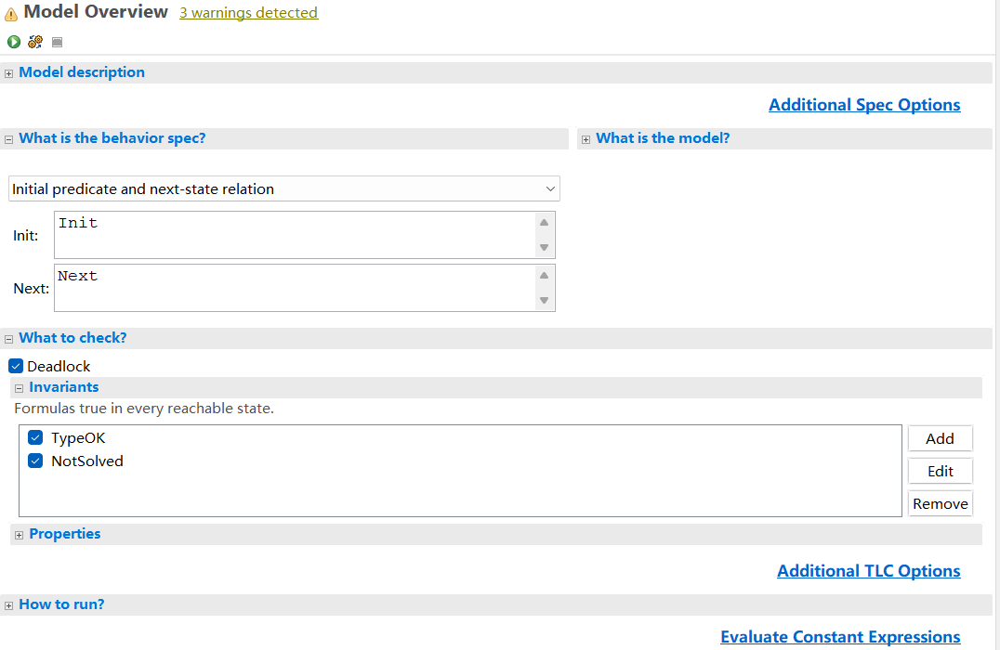 Model Overview 3 warnings detected
Model description
Additional Spec Options
What is the behavior spec?
What is the model?
Initial predicate and next-state relation
Init: Init
Next: Next
What to check?
Deadlock
Invariants
Formulas true in every reachable state.
TypeOK
NotSolved
Add
Edit
Remove
Properties
Additional TLC Options
How to run?
Evaluate Constant Expressions